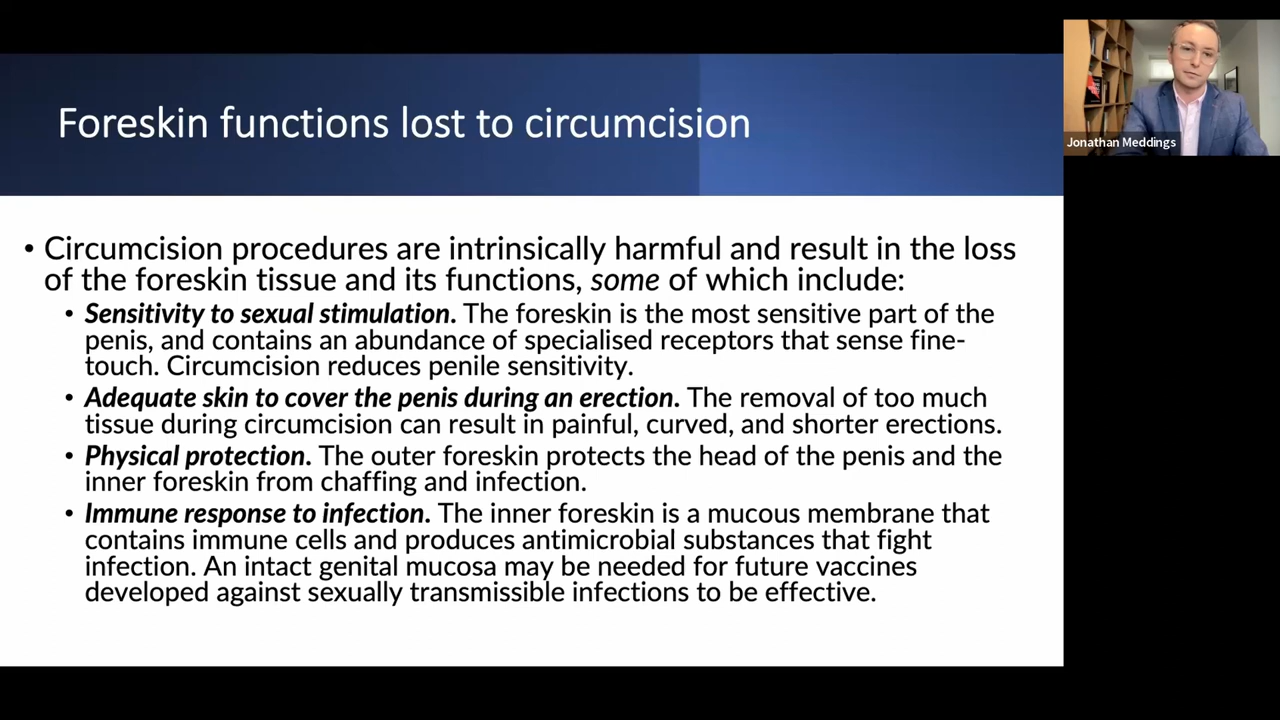 Foreskin functions lost to circumcision
Jonathan Meddings
• Circumcision procedures are intrinsically harmful and result in the loss
of the foreskin tissue and its functions, some of which include:
• Sensitivity to sexual stimulation. The foreskin is the most sensitive part of the
penis, and contains an abundance of specialised receptors that sense fine-
touch. Circumcision reduces penile sensitivity.
• Adequate skin to cover the penis during an erection. The removal of too much
tissue during circumcision can result in painful, curved, and shorter erections.
• Physical protection. The outer foreskin protects the head of the penis and the
inner foreskin from chaffing and infection.
• Immune response to infection. The inner foreskin is a mucous membrane that
contains immune cells and produces antimicrobial substances that fight
infection. An intact genital mucosa may be needed for future vaccines
developed against sexually transmissible infections to be effective.